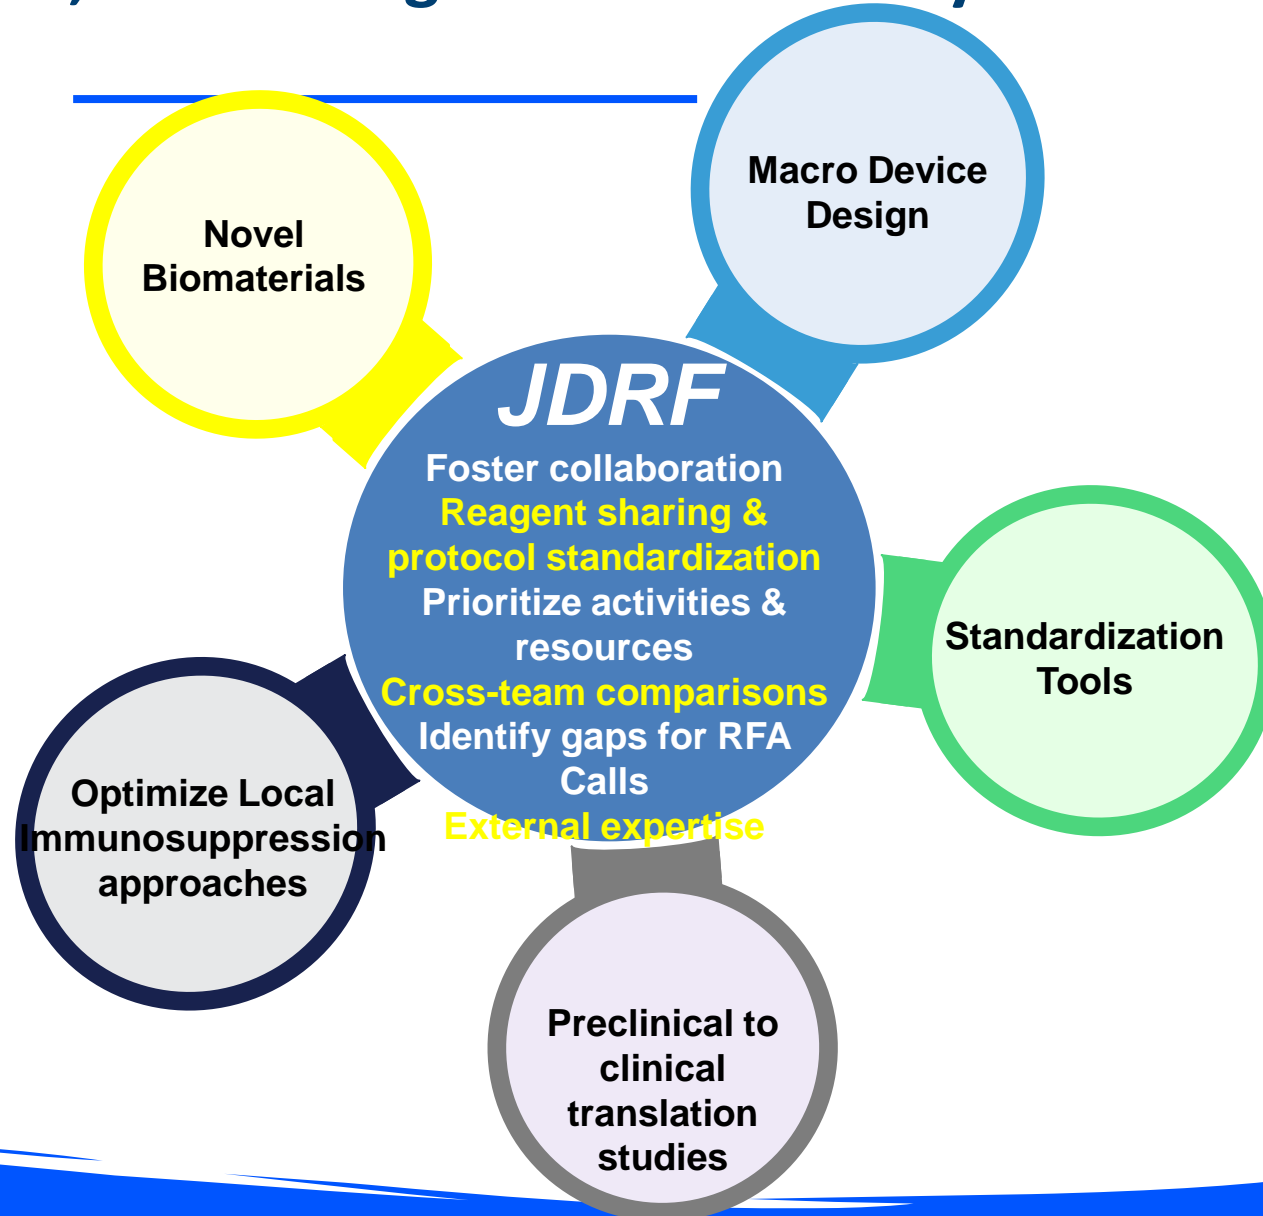 Novel
Biomaterials
Macro Device
Design
JDRF
Foster collaboration
Reagent sharing &
protocol standardization
Prioritize activities &
resources
Cross-team comparisons
Identify gaps for RFA
Calls
External expertise
Standardization
Tools
Optimize Local
Immunosuppression
approaches
Preclinical to
clinical
translation
studies